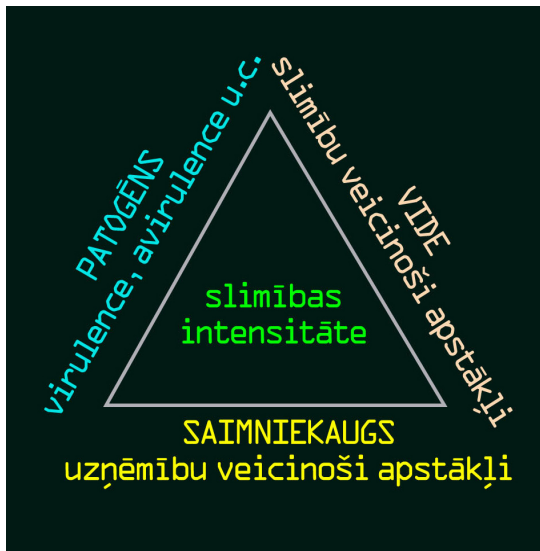 PATOGĒNS
virulence, avirulence u.c.
VIDE
slimību veicinoši apstākļi
slimības
intensitāte
SAIMNIEKAUGS
uzņēmību veicinoši apstākļi